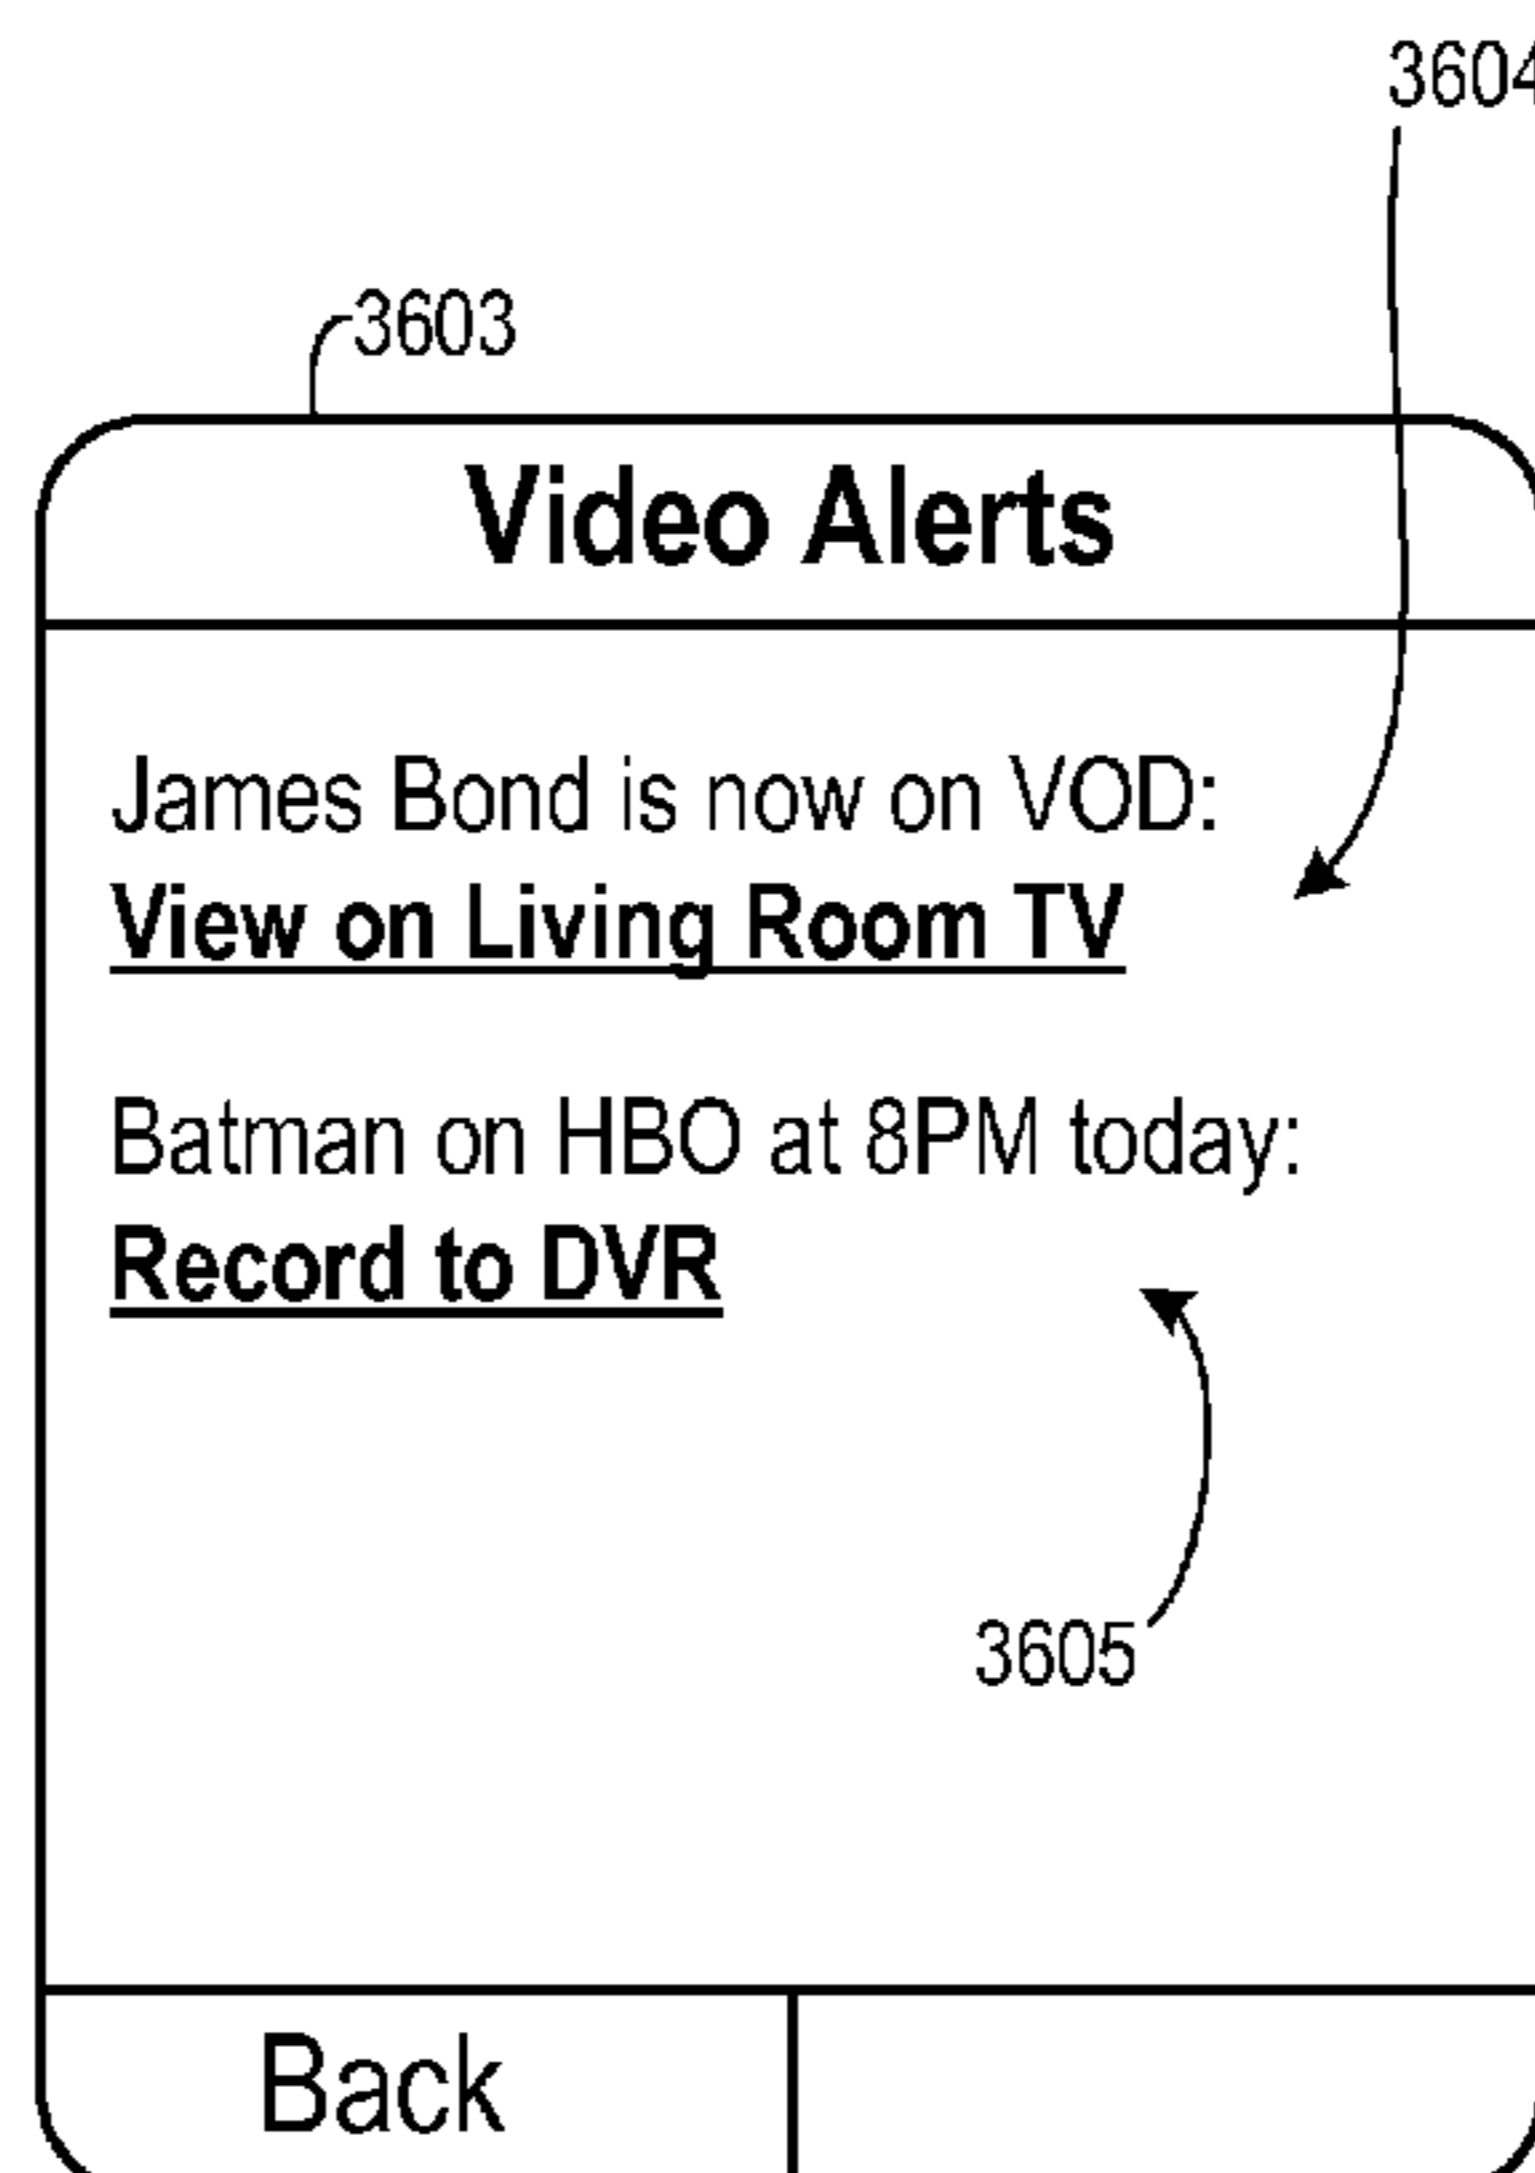 3604
3603
Video Alerts
James Bond is now on VOD:
View on Living Room TV
Batman on HBO at 8PM today:
Record to DVR
3605
Back